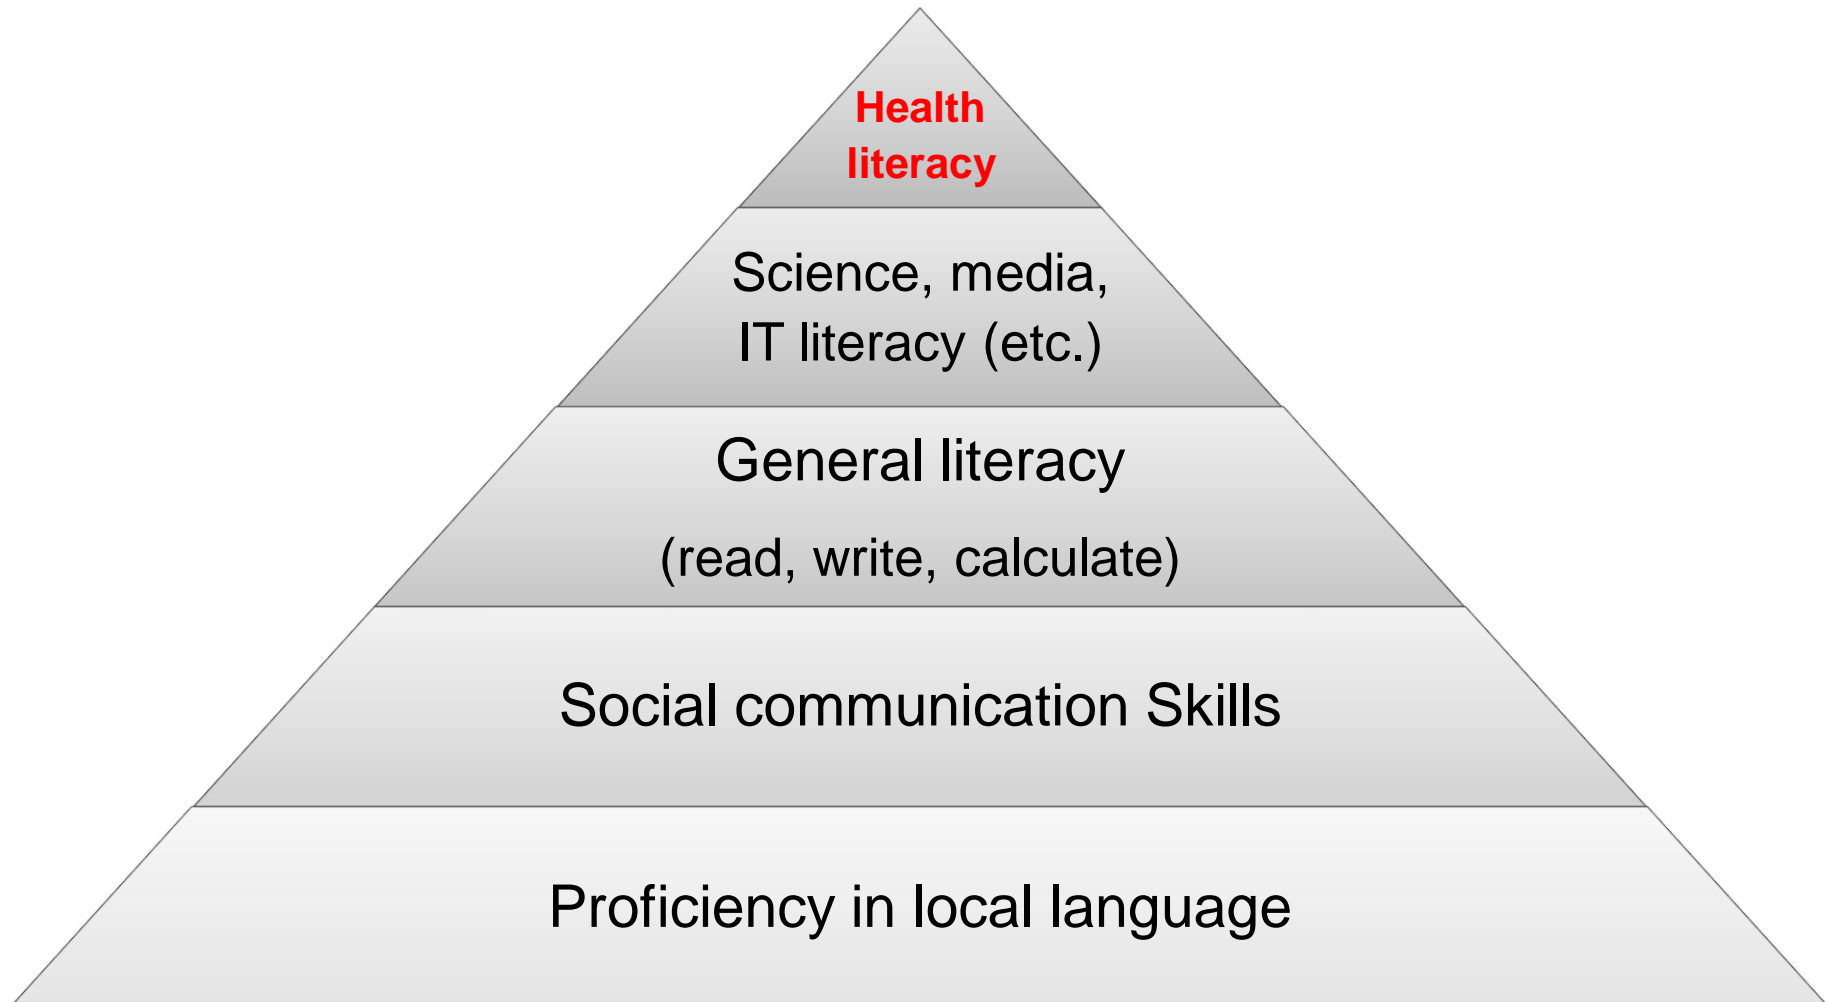 Health
literacy
Science, media,
IT literacy (etc.)
General literacy
(read, write, calculate)
Social communication Skills
Proficiency in local language